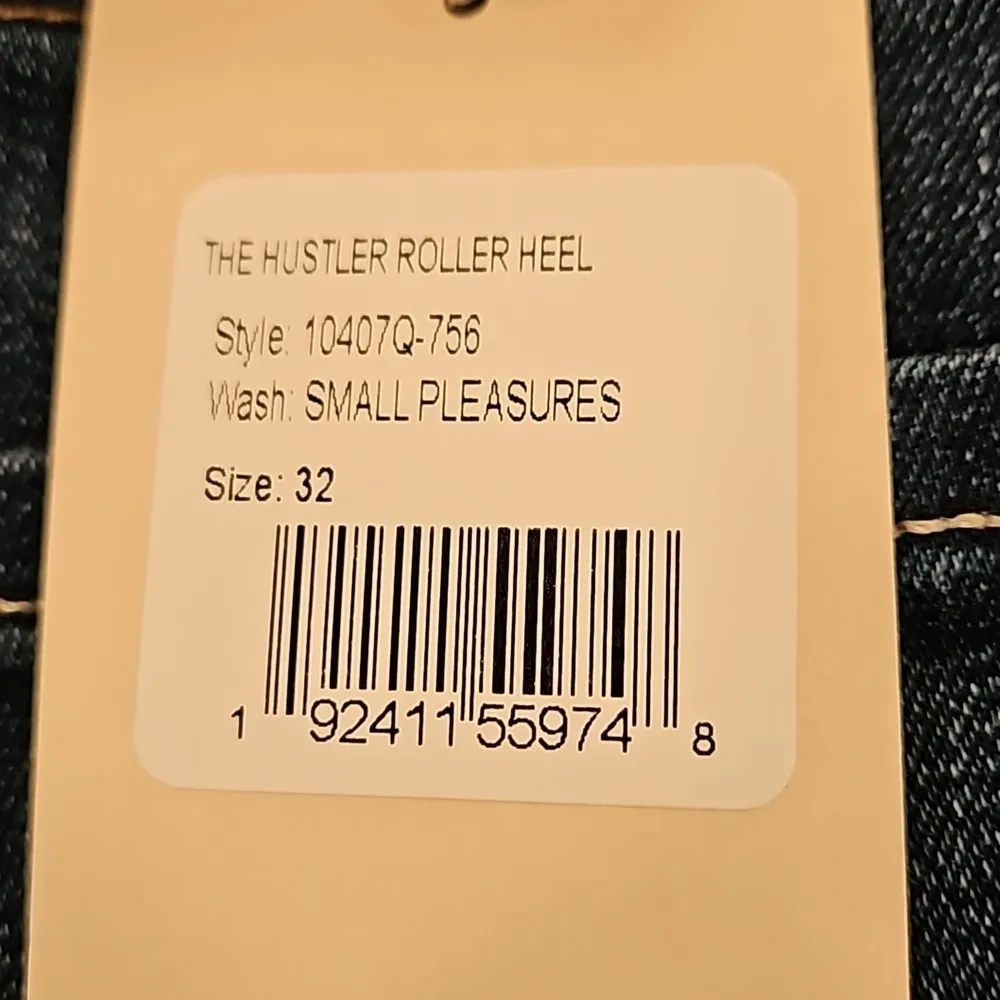 THE HUSTLER ROLLER HEEL
Style: 10407Q-756
Wash: SMALL PLEASURES
Size: 32
1 92411 55974 8